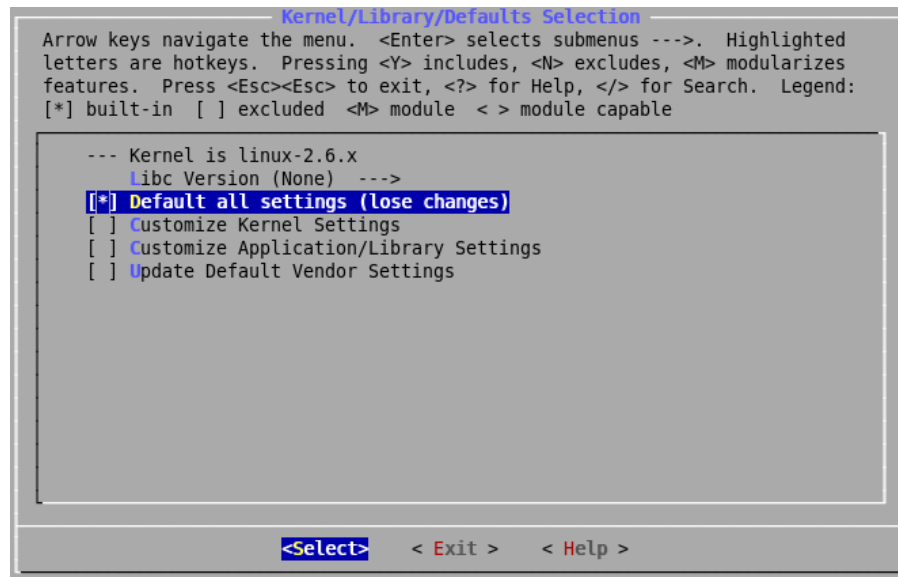 Kernel/Library/Defaults Selection
Arrow keys navigate the menu.  <Enter> selects submenus --->.  Highlighted
letters are hotkeys.  Pressing <Y> includes, <N> excludes, <M> modularizes
features.  Press <Esc><Esc> to exit, <?> for Help, </> for Search.  Legend:
[*] built-in  [ ] excluded  <M> module  < > module capable
--- Kernel is linux-2.6.x
Libc Version (None)  --->
[*] Default all settings (lose changes)
[ ] Customize Kernel Settings
[ ] Customize Application/Library Settings
[ ] Update Default Vendor Settings
<Select>    < Exit >    < Help >